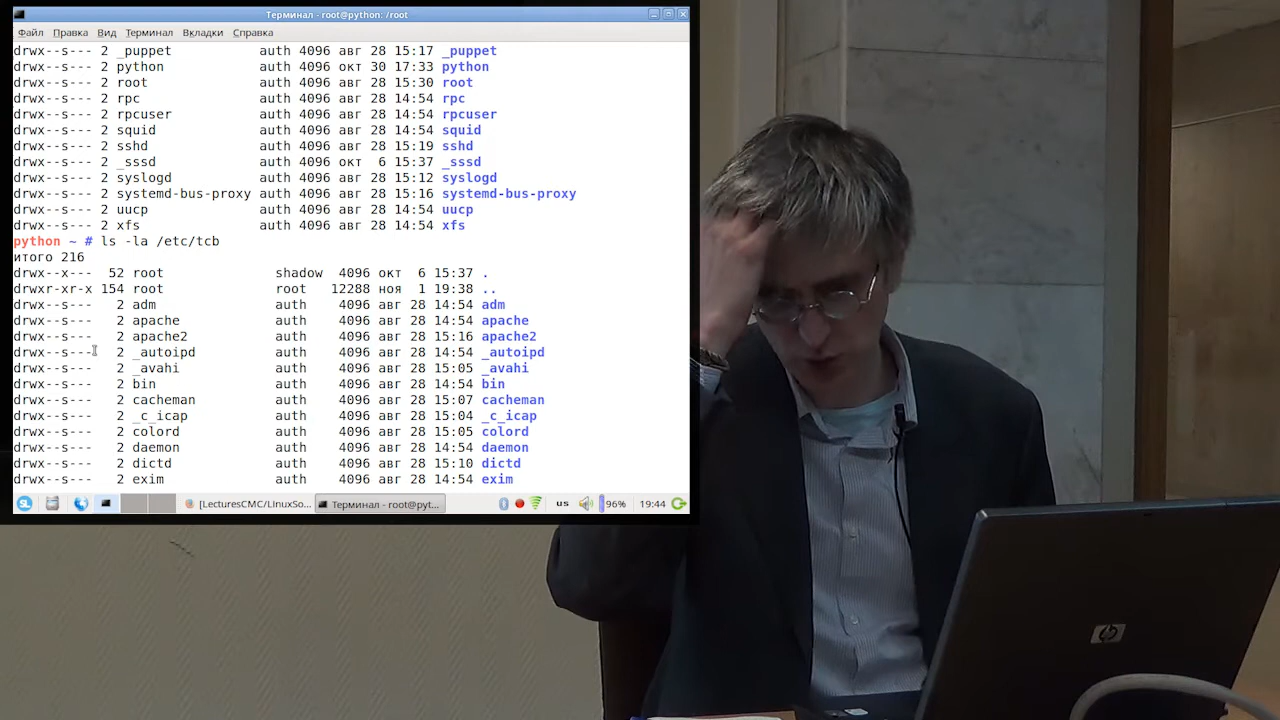 Терминал - root@python: /root
Файл Правка Вид Терминал Вкладки Справка
drwx--s--- 2 _puppet auth 4096 авг 28 15:17 _puppet
drwx--s--- 2 python auth 4096 окт 30 17:33 python
drwx--s--- 2 root auth 4096 авг 28 15:30 root
drwx--s--- 2 rpc auth 4096 авг 28 14:54 rpc
drwx--s--- 2 rpcuser auth 4096 авг 28 14:54 rpcuser
drwx--s--- 2 squid auth 4096 авг 28 14:54 squid
drwx--s--- 2 sshd auth 4096 авг 28 15:19 sshd
drwx--s--- 2 _sssd auth 4096 окт 6 15:37 _sssd
drwx--s--- 2 syslogd auth 4096 авг 28 15:12 syslogd
drwx--s--- 2 systemd-bus-proxy auth 4096 авг 28 15:16 systemd-bus-proxy
drwx--s--- 2 uucp auth 4096 авг 28 14:54 uucp
drwx--s--- 2 xfs auth 4096 авг 28 14:54 xfs
python ~ # ls -la /etc/tcb
итого 216
drwx--x--- 52 root shadow 4096 окт 6 15:37 .
drwxr-xr-x 154 root root 12288 ноя 1 19:38 ..
drwx--s--- 2 adm auth 4096 авг 28 14:54 adm
drwx--s--- 2 apache auth 4096 авг 28 14:54 apache
drwx--s--- 2 apache2 auth 4096 авг 28 15:16 apache2
drwx--s--- 2 _autoipd auth 4096 авг 28 14:54 _autoipd
drwx--s--- 2 _avahi auth 4096 авг 28 15:05 _avahi
drwx--s--- 2 bin auth 4096 авг 28 14:54 bin
drwx--s--- 2 cacheman auth 4096 авг 28 15:07 cacheman
drwx--s--- 2 _c_icap auth 4096 авг 28 15:04 _c_icap
drwx--s--- 2 colord auth 4096 авг 28 15:05 colord
drwx--s--- 2 daemon auth 4096 авг 28 14:54 daemon
drwx--s--- 2 dictd auth 4096 авг 28 15:10 dictd
drwx--s--- 2 exim auth 4096 авг 28 14:54 exim
[LecturesCMC/LinuxSo... Терминал - root@pyt... us 96% 19:44
hp